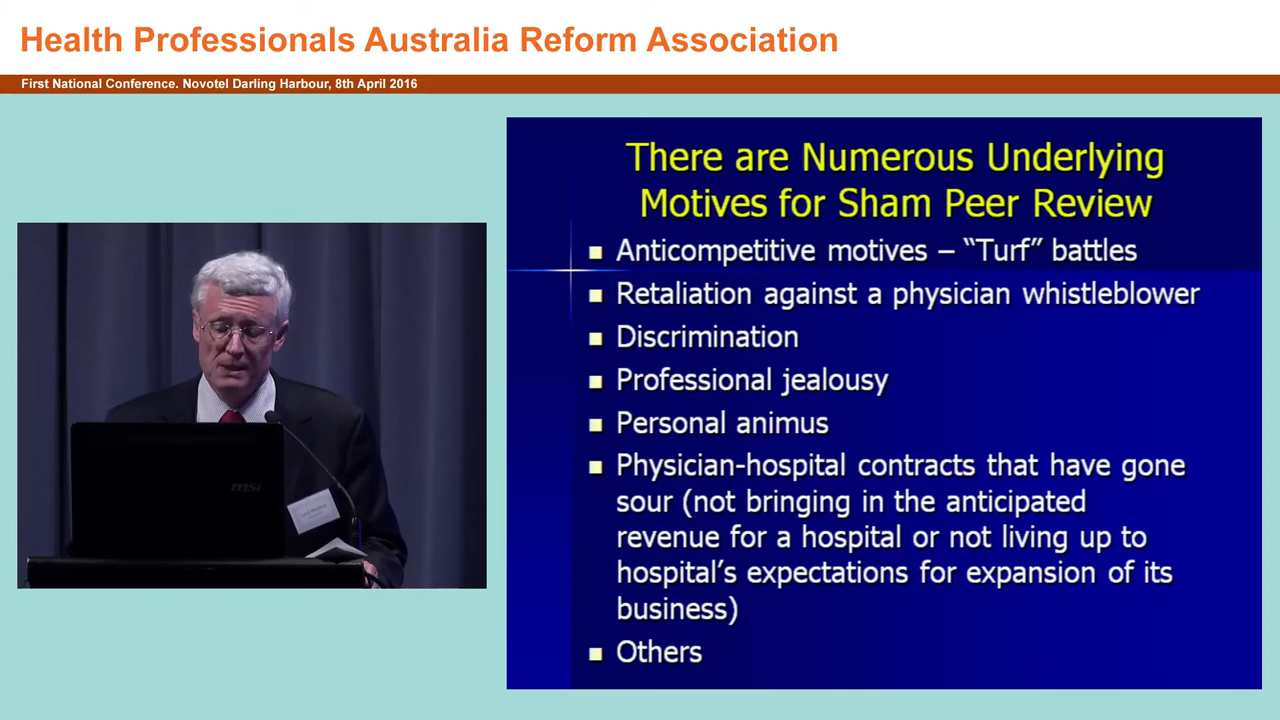 Health Professionals Australia Reform Association
First National Conference. Novotel Darling Harbour, 8th April 2016
There are Numerous Underlying
Motives for Sham Peer Review
Anticompetitive motives – “Turf” battles
Retaliation against a physician whistleblower
Discrimination
Professional jealousy
Personal animus
Physician-hospital contracts that have gone
sour (not bringing in the anticipated
revenue for a hospital or not living up to
hospital’s expectations for expansion of its
business)
Others
msi